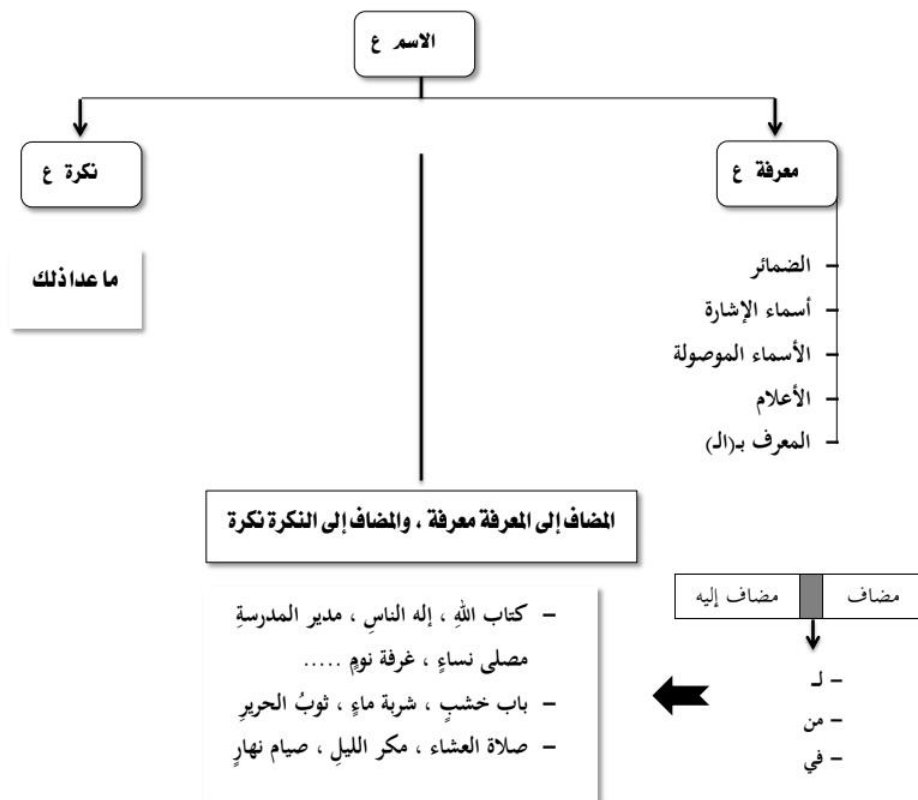 الاسم ع
معرفة ع
نكرة ع
- الضمائر
- أسماء الإشارة
- الأسماء الموصولة
- الأعلام
- المعرف بـ(الـ)
ما عدا ذلك
المضاف إلى المعرفة معرفة ، والمضاف إلى النكرة نكرة
مضاف
مضاف إليه
- لـ
- من
- في
- كتاب اللهِ ، إله الناسِ ، مدير المدرسةِ
مصلى نساءٍ ، غرفة نومٍ .....
- باب خشبٍ ، شربة ماءٍ ، ثوبُ الحريرِ
- صلاة العشاء ، مكر الليلِ ، صيام نهارٍ